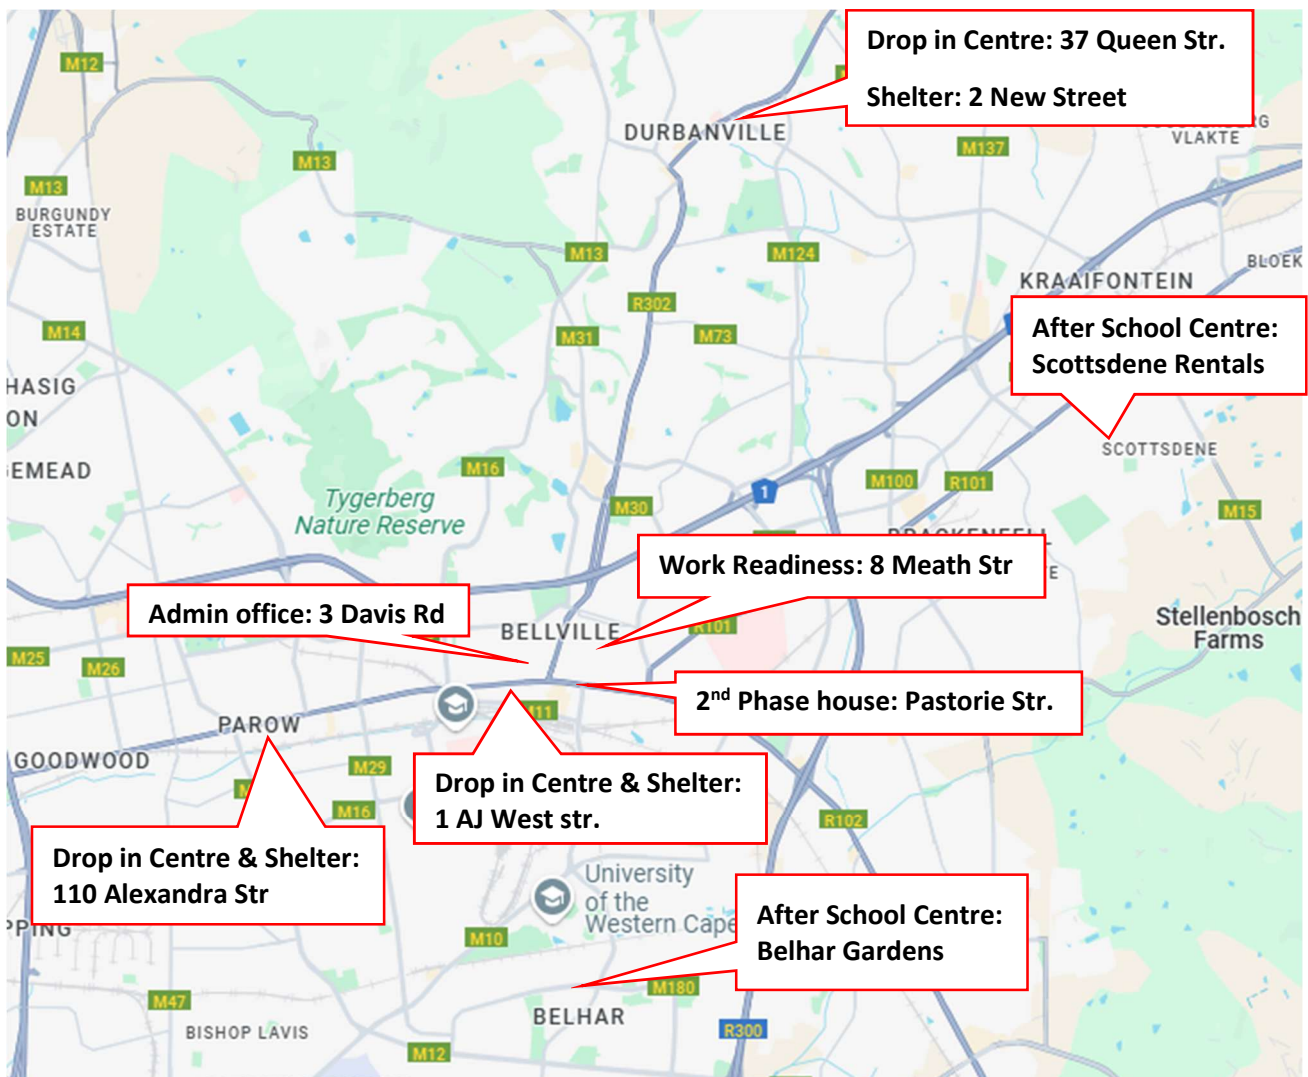 Drop in Centre: 37 Queen Str.
Shelter: 2 New Street
M12
DURBANVILLE
VLAKTE
M137
M13
M13
BURGUNDY
ESTATE
M13
M124
BLOEK
KRAAIFONTEIN
R302
After School Centre:
Scottsdene Rentals
M14
M31
M73
HASIG
ON
GEMEAD
SCOTTSDENE
M16
Tygerberg
Nature Reserve
1
M100
R101
M30
M15
BRACKENFELL
Work Readiness: 8 Meath Str
Admin office: 3 Davis Rd
BELLVILLE
R101
Stellenbosch
Farms
M25
M26
2nd Phase house: Pastorie Str.
M11
PAROW
GOODWOOD
M29
Drop in Centre & Shelter:
1 AJ West str.
M16
R102
Drop in Centre & Shelter:
110 Alexandra Str
University
of the
Western Cape
After School Centre:
Belhar Gardens
PPING
M10
M180
M47
BELHAR
BISHOP LAVIS
R300
M12